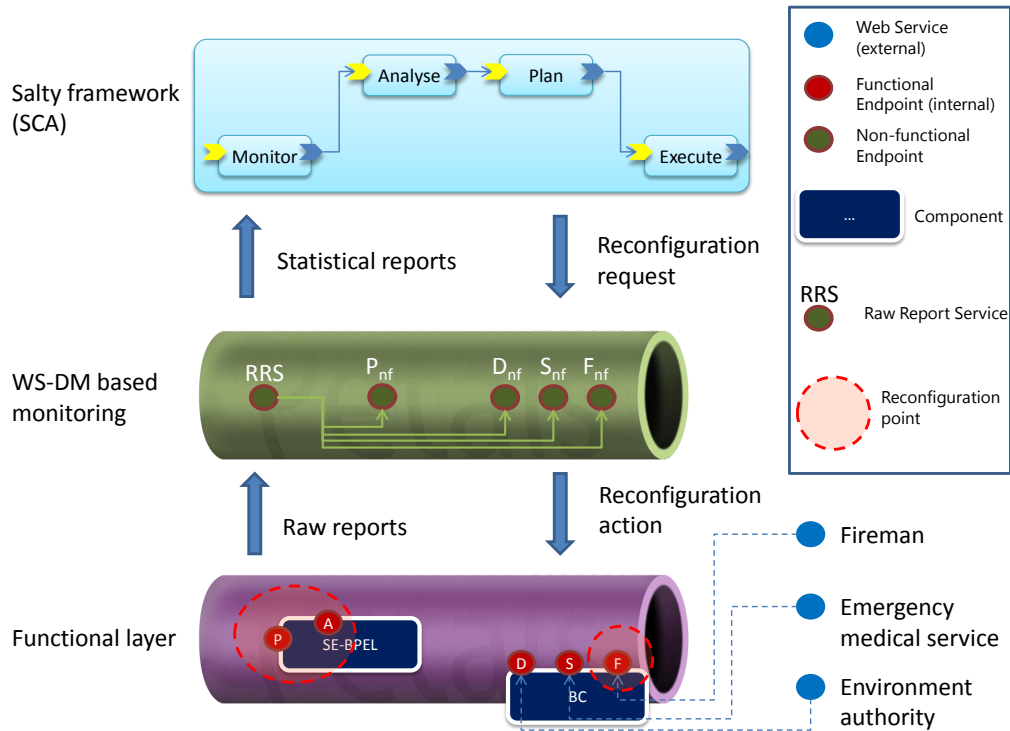 Salty framework
(SCA)
Monitor
Analyse
Plan
Execute
Statistical reports
Reconfiguration
request
WS-DM based
monitoring
RRS
Pnf
Dnf
Snf
Fnf
Petals
Raw reports
Reconfiguration
action
Functional layer
P
A
SE-BPEL
Petals
D
S
F
BC
Fireman
Emergency
medical service
Environment
authority
Web Service
(external)
Functional
Endpoint (internal)
Non-functional
Endpoint
...
Component
RRS
Raw Report Service
Reconfiguration
point